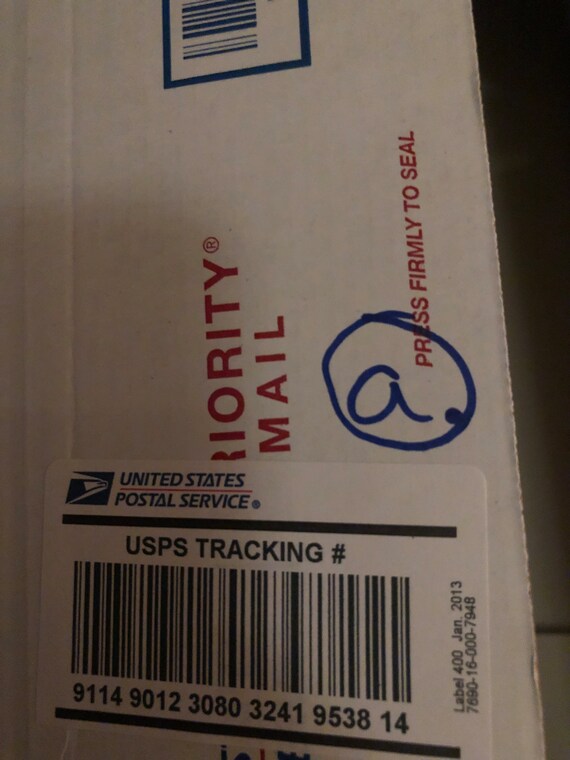 PRIORITY®
MAIL
PRESS FIRMLY TO SEAL
a.
UNITED STATES
POSTAL SERVICE®
USPS TRACKING #
9114 9012 3080 3241 9538 14
Label 400 Jan. 2013
7690-16-000-7948